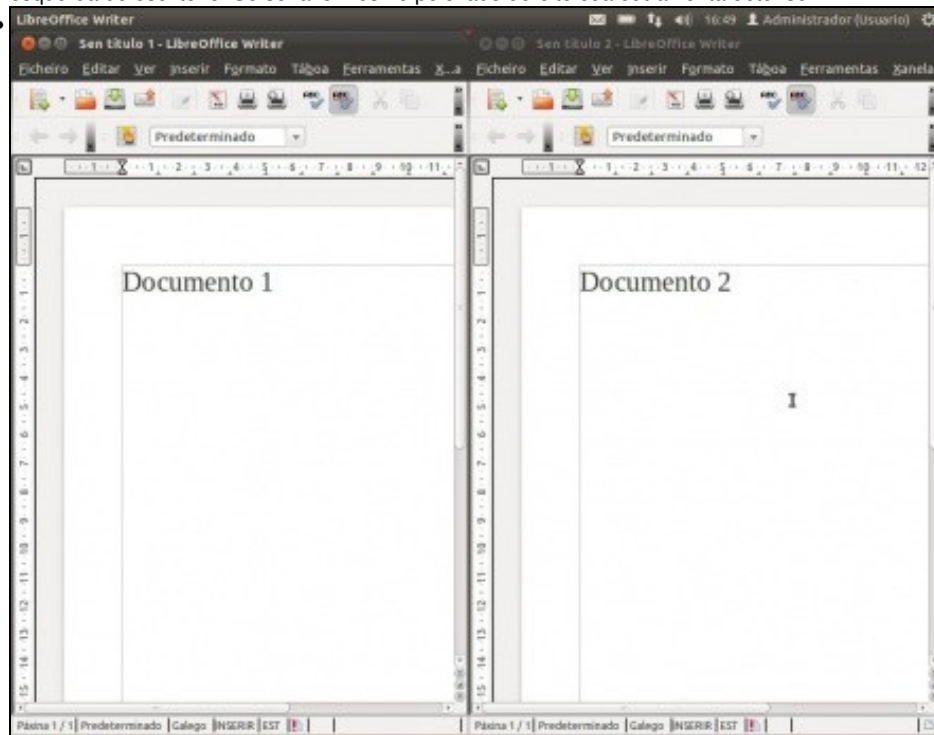 LibreOffice Writer 16:49 Administrador (Usuario)
Sen título 1 - LibreOffice Writer
Sen título 2 - LibreOffice Writer
Ficheiro Editar Ver Inserir Formato Táboa Ferramentas X...a
Ficheiro Editar Ver Inserir Formato Táboa Ferramentas Xanela
Predeterminado
Predeterminado
Documento 1
Documento 2
Páxina 1 / 1 Predeterminado Galego INSERIR EST
Páxina 1 / 1 Predeterminado Galego INSERIR EST